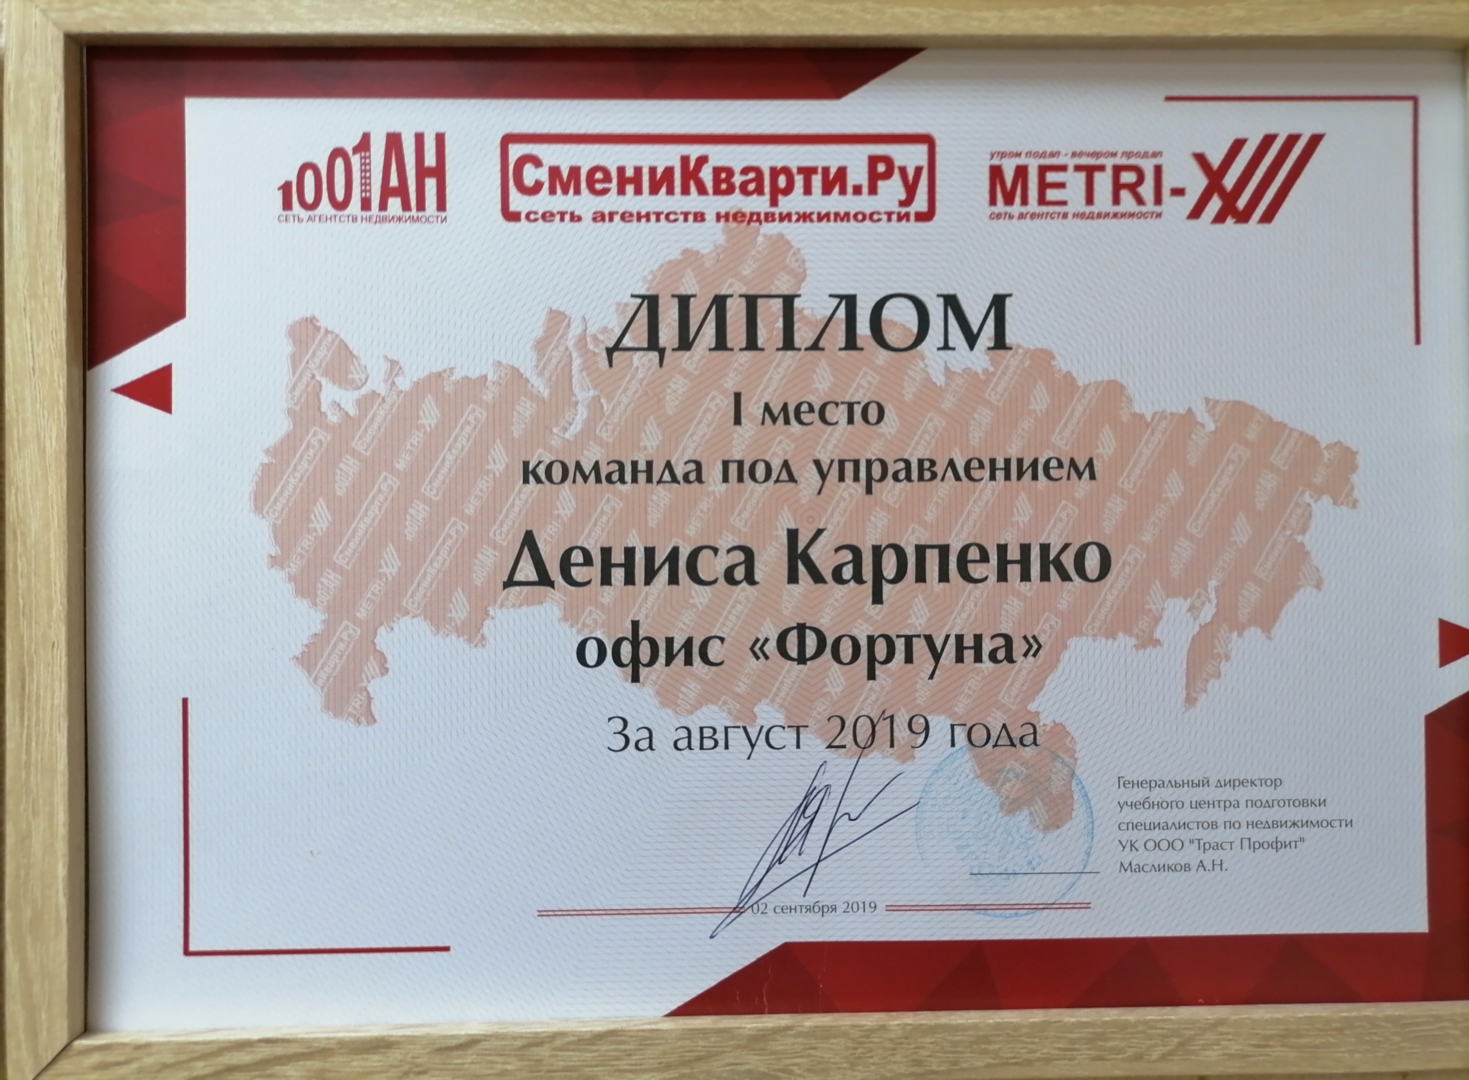 1001АН
СЕТЬ АГЕНТСТВ НЕДВИЖИМОСТИ
СмениКварти.Ру
сеть агентств недвижимости
утром подал - вечером продал
METRI-X
сеть агентств недвижимости
ДИПЛОМ
I место
команда под управлением
Дениса Карпенко
офис «Фортуна»
За август 2019 года
Генеральный директор
учебного центра подготовки
специалистов по недвижимости
УК ООО "Траст Профит"
Масликов А.Н.
02 сентября 2019